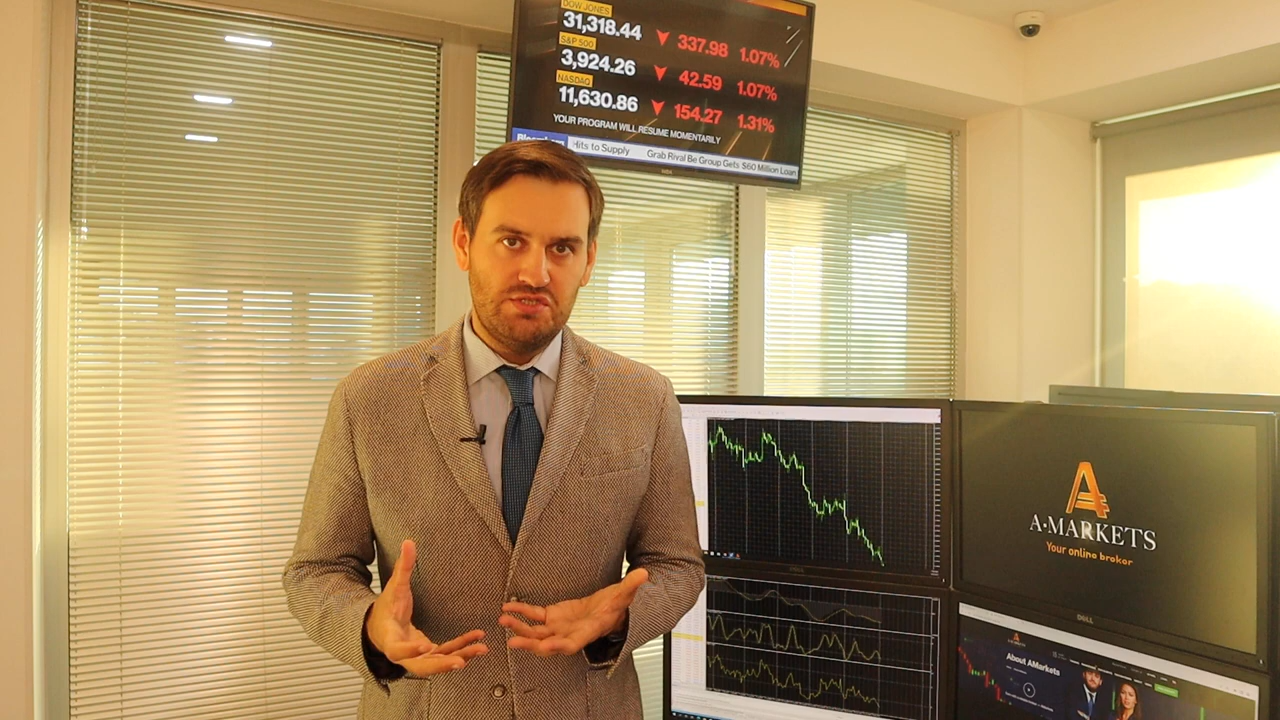 DOW JONES
31,318.44 337.98 1.07%
S&P 500
3,924.26 42.59 1.07%
NASDAQ
11,630.86 154.27 1.31%
YOUR PROGRAM WILL RESUME MOMENTARILY
Hits to Supply Grab Rival Be Group Gets $60 Million Loan
DELL
A
A·MARKETS
Your online broker
DELL
About AMarkets